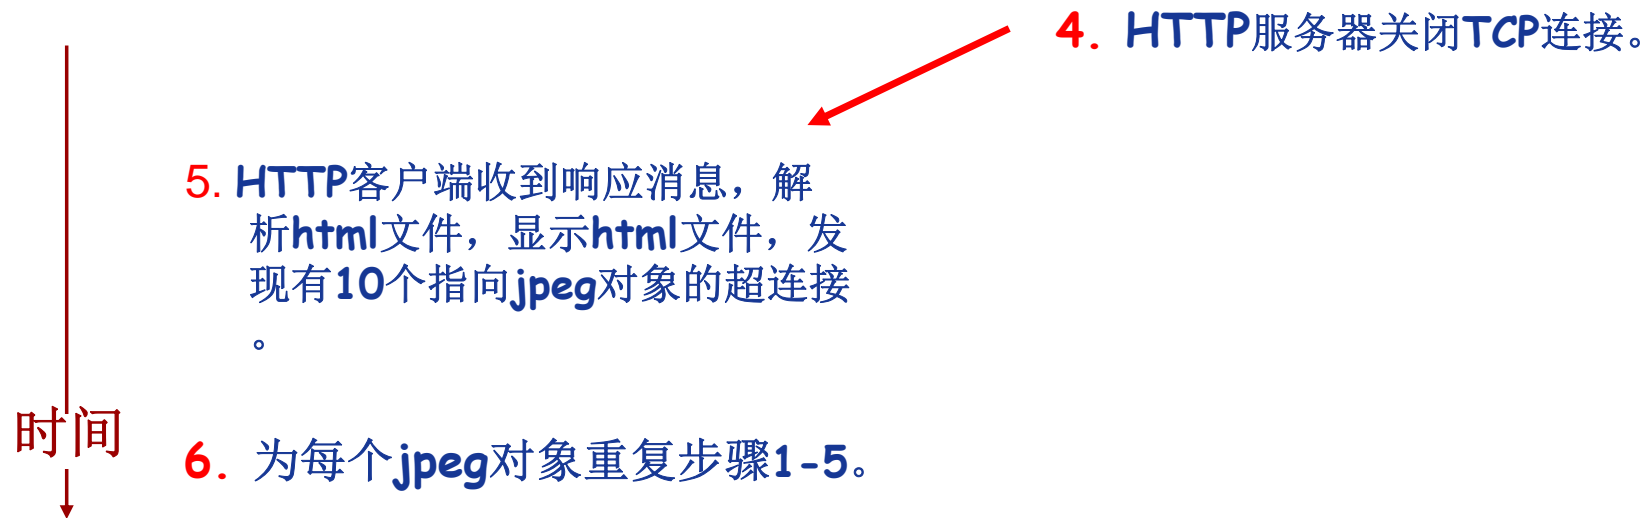 4. HTTP服务器关闭TCP连接。
5. HTTP客户端收到响应消息，解
析html文件，显示html文件，发
现有10个指向jpeg对象的超连接
。
时间
6. 为每个jpeg对象重复步骤1-5。